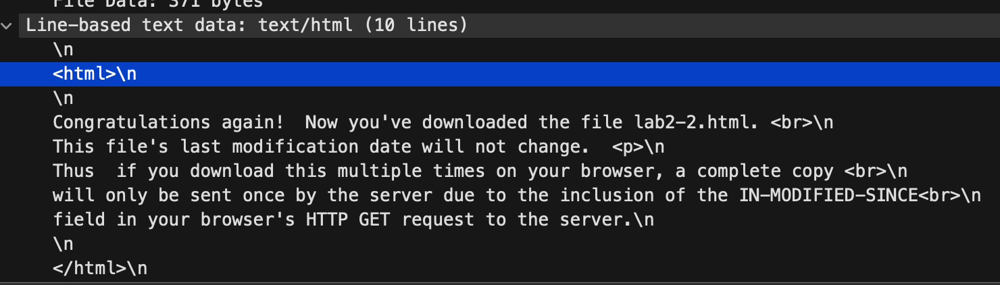 File Data: 371 bytes
Line-based text data: text/html (10 lines)
\n
<html>\n
\n
Congratulations again!  Now you've downloaded the file lab2-2.html. <br>\n
This file's last modification date will not change.  <p>\n
Thus  if you download this multiple times on your browser, a complete copy <br>\n
will only be sent once by the server due to the inclusion of the IN-MODIFIED-SINCE<br>\n
field in your browser's HTTP GET request to the server.\n
\n
</html>\n